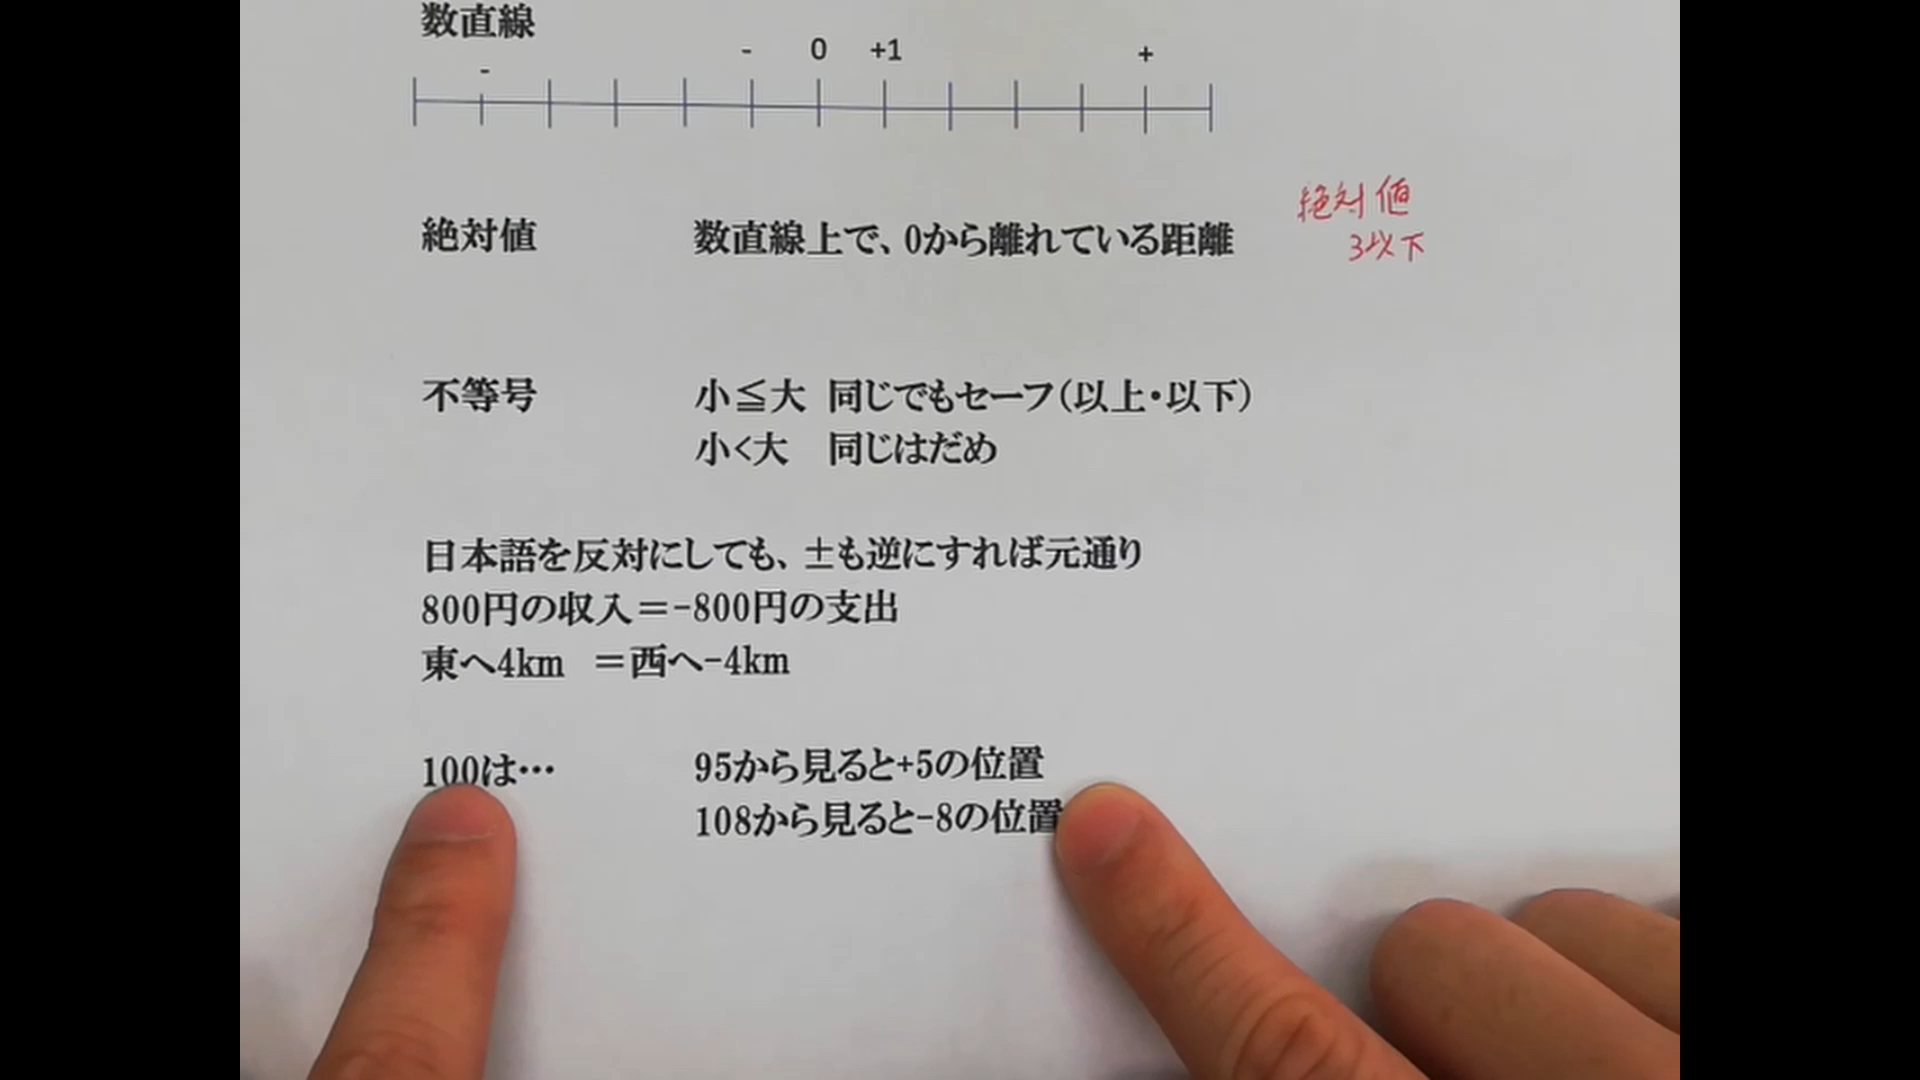 数直線
- 0 +1 +
-
絶対値 数直線上で、0から離れている距離
絶対値
3以下
不等号 小≦大 同じでもセーフ(以上・以下)
小<大 同じはだめ
日本語を反対にしても、±も逆にすれば元通り
800円の収入=-800円の支出
東へ4km =西へ-4km
100は… 95から見ると+5の位置
108から見ると-8の位置